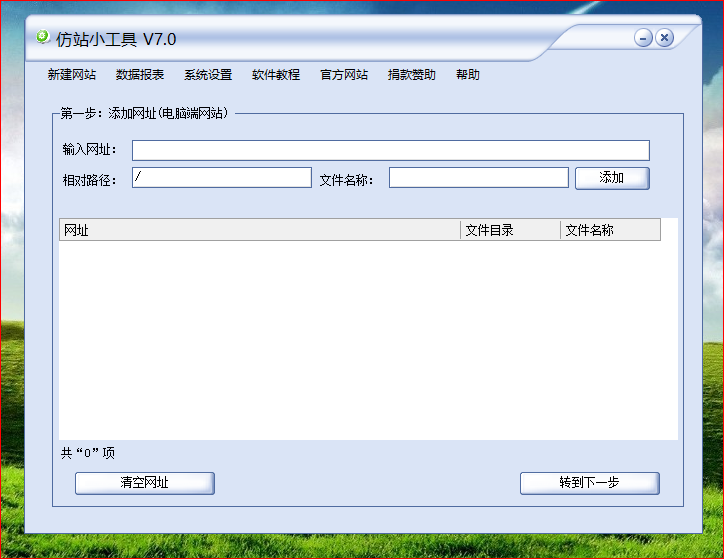 仿站小工具 V7.0
新建网站 数据报表 系统设置 软件教程 官方网站 捐款赞助 帮助
第一步：添加网址(电脑端网站)
输入网址：
相对路径： / 文件名称： 添加
网址 文件目录 文件名称
共“0”项
清空网址 转到下一步